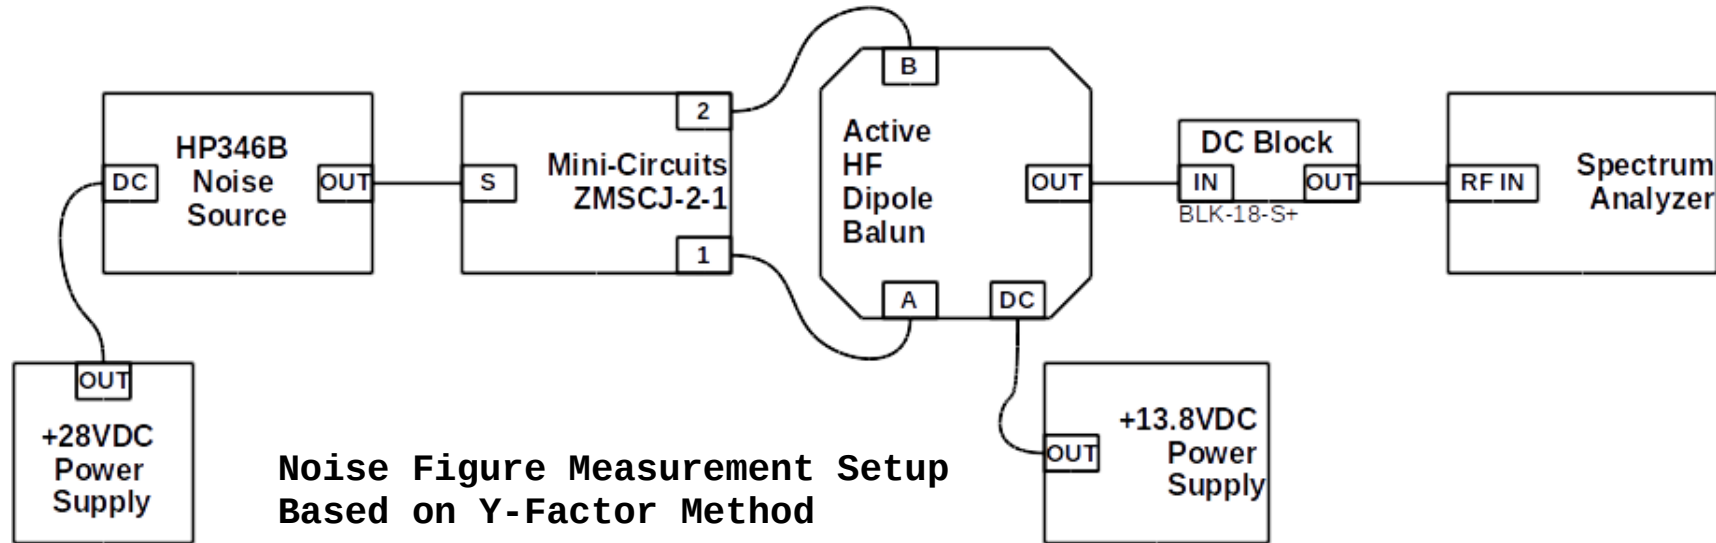 HP346B
Noise
Source
DC
OUT
+28VDC
Power
Supply
OUT
Mini-Circuits
ZMSCJ-2-1
S
2
1
Active
HF
Dipole
Balun
B
A
OUT
DC
DC Block
IN
OUT
BLK-18-S+
+13.8VDC
Power
Supply
OUT
Spectrum
Analyzer
RF IN
Noise Figure Measurement Setup
Based on Y-Factor Method